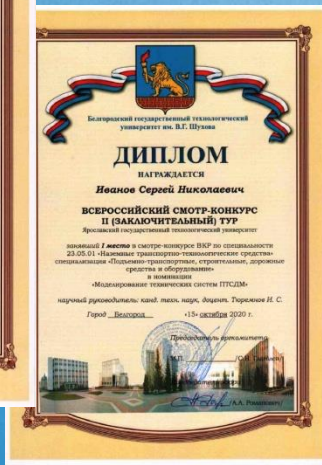 Белгородский государственный технологический
университет им. В.Г. Шухова
ДИПЛОМ
НАГРАЖДАЕТСЯ
Иванов Сергей Николаевич
ВСЕРОССИЙСКИЙ СМОТР-КОНКУРС
II (ЗАКЛЮЧИТЕЛЬНЫЙ) ТУР
Ярославский государственный технический университет
занявший I место в смотре-конкурсе ВКР по специальности
23.05.01 «Наземные транспортно-технологические средства»
специализация «Подъемно-транспортные, строительные, дорожные
средства и оборудование»
в номинации
«Моделирование технических систем ПТСДМ»
научный руководитель: канд. техн. наук, доцент. Тюремнов И. С.
Город Белгород «15» октября 2020 г.
Председатель оргкомитета
М.П.
/А.А. Романович/